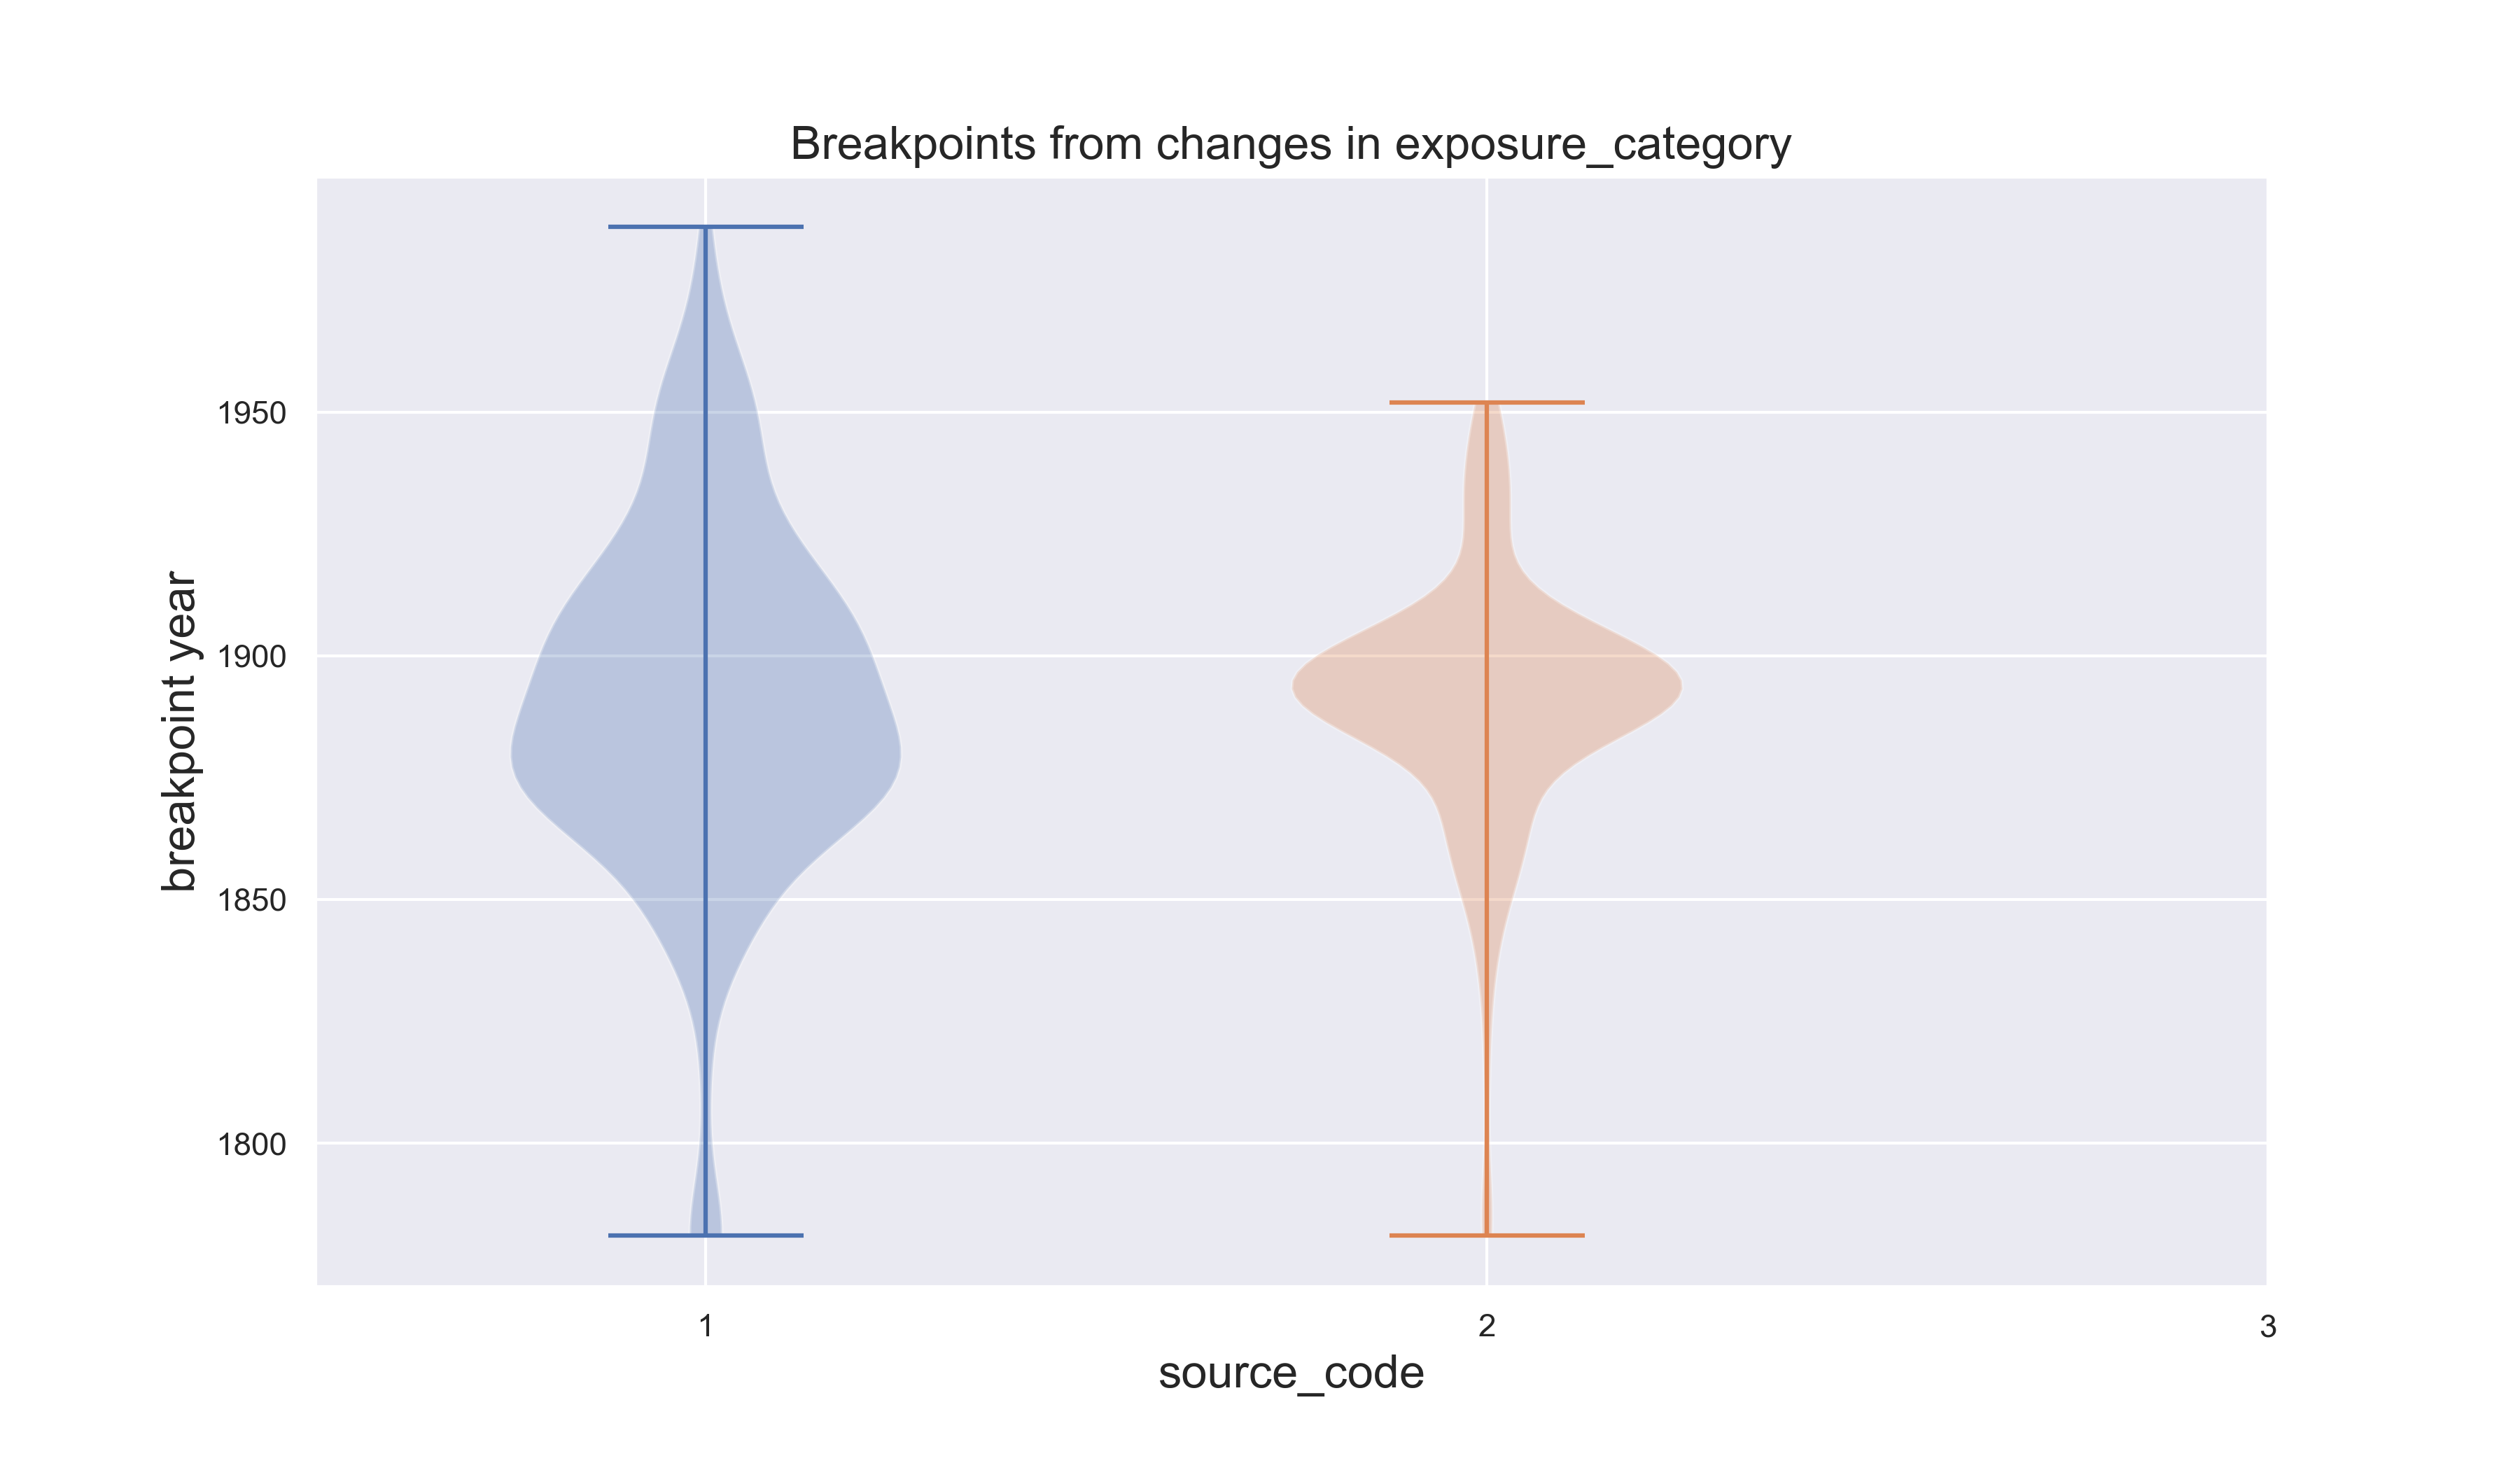 Breakpoints from changes in exposure_category
breakpoint year
1950
1900
1850
1800
1
2
3
source_code